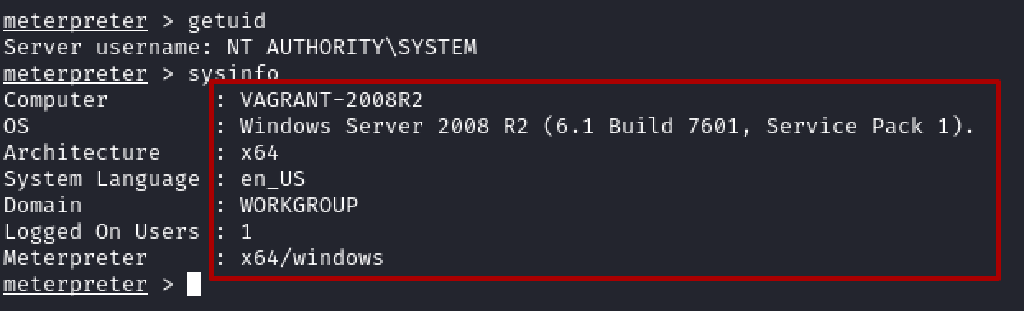 meterpreter > getuid
Server username: NT AUTHORITY\SYSTEM
meterpreter > sysinfo
Computer        : VAGRANT-2008R2
OS              : Windows Server 2008 R2 (6.1 Build 7601, Service Pack 1).
Architecture    : x64
System Language : en_US
Domain          : WORKGROUP
Logged On Users : 1
Meterpreter     : x64/windows
meterpreter >